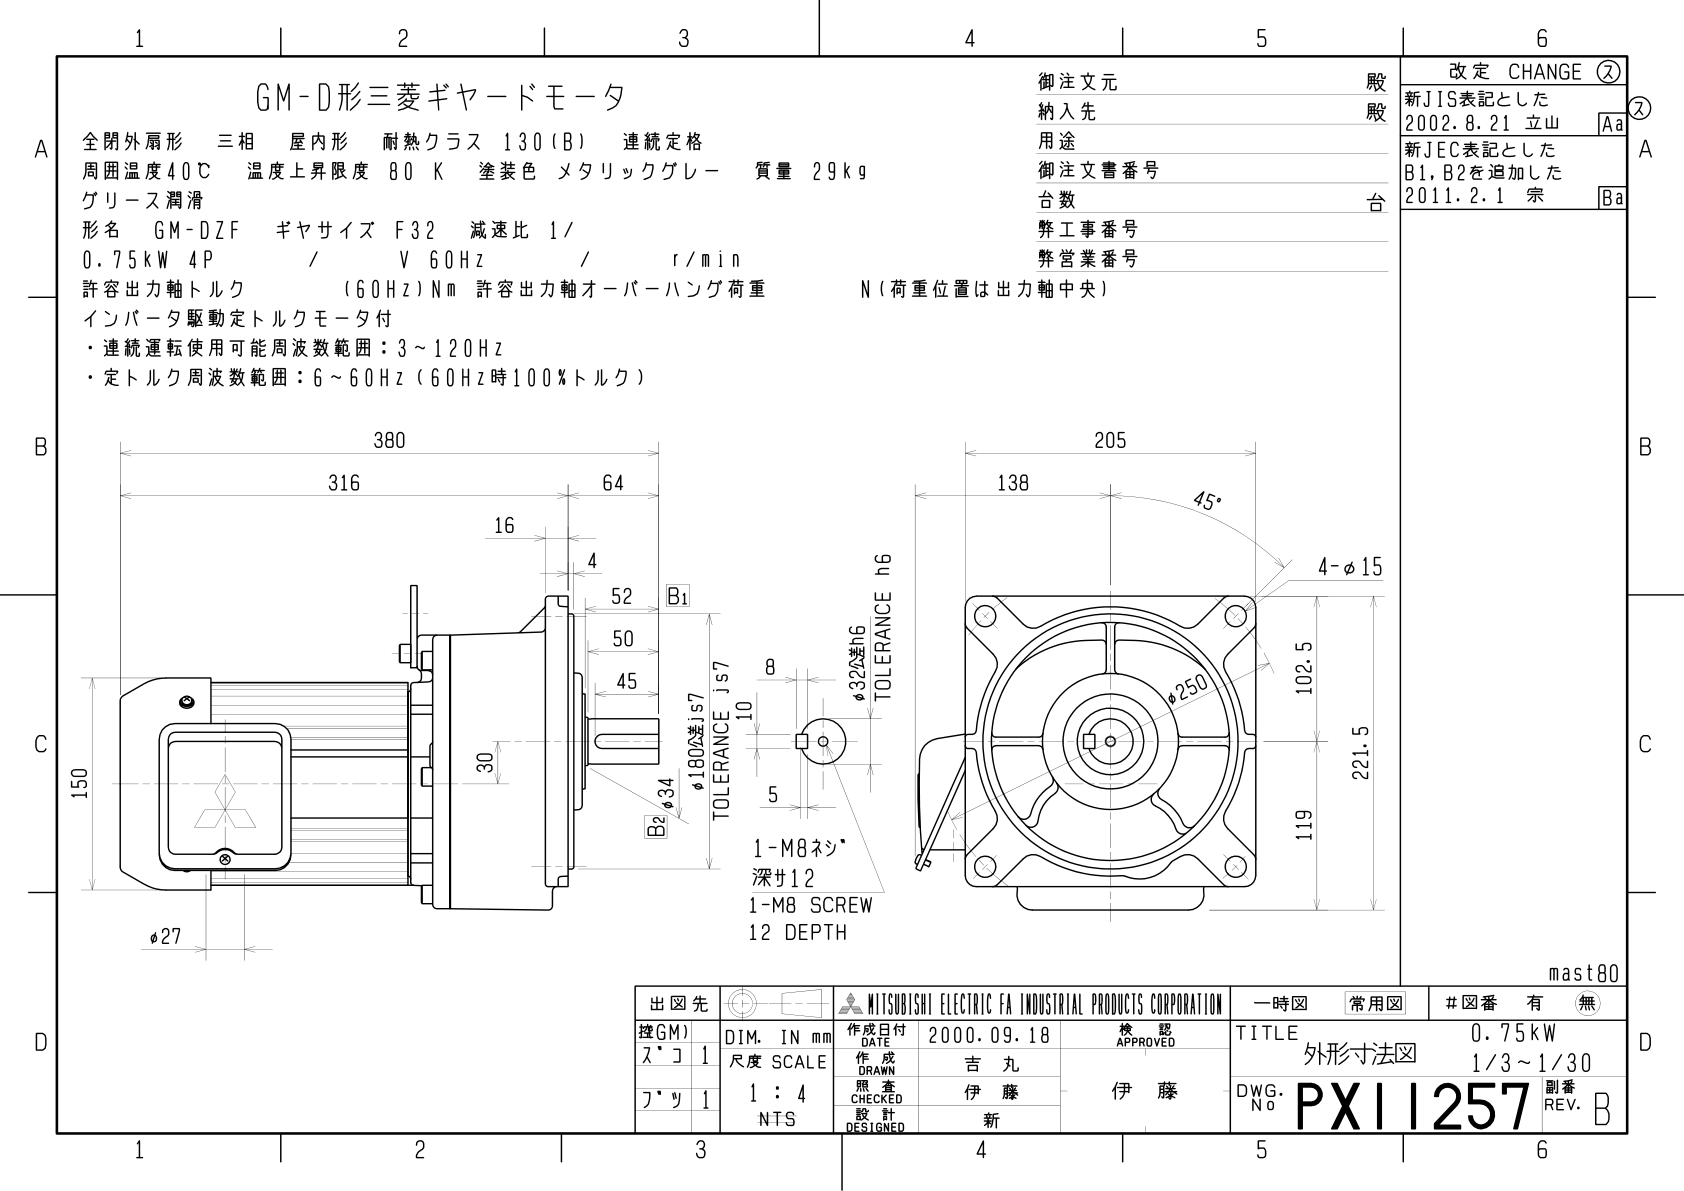 1 2 3 4 5 6
GM-D形三菱ギヤードモータ
全閉外扇形 三相 屋内形 耐熱クラス 130(B) 連続定格
周囲温度40℃ 温度上昇限度 80 K 塗装色 メタリックグレー 質量 29kg
グリース潤滑
形名 GM-DZF ギヤサイズ F32 減速比 1/
0.75kW 4P / V 60Hz / r/min
許容出力軸トルク (60Hz)Nm 許容出力軸オーバーハング荷重 N(荷重位置は出力軸中央)
インバータ駆動定トルクモータ付
・連続運転使用可能周波数範囲：3~120Hz
・定トルク周波数範囲：6~60Hz(60Hz時100%トルク)
御注文元 殿
納入先 殿
用途
御注文書番号
台数 台
弊工事番号
弊営業番号
改定 CHANGE ス
新JIS表記とした
2002.8.21 立山 Aa
新JEC表記とした
B1,B2を追加した
2011.2.1 宗 Ba
ス
A A
B B
C C
D D
380
316 64
16
4
52 B1
50
45
150
30
φ34
B2
φ180公差js7
TOLERANCE js7
φ27
8
10
5
φ32公差h6
TOLERANCE h6
1-M8ネジ
深サ12
1-M8 SCREW
12 DEPTH
205
138
45°
4-φ15
φ250
102.5
119
221.5
mast80
出図先
控GM)
ズコ 1
ブツ 1
DIM. IN mm
尺度 SCALE
1 : 4
NTS
MITSUBISHI ELECTRIC FA INDUSTRIAL PRODUCTS CORPORATION
作成日付 DATE 2000.09.18
作成 DRAWN 吉丸
照査 CHECKED 伊藤
設計 DESIGNED 新
検認 APPROVED
伊藤
一時図 常用図 #図番 有 無
TITLE 外形寸法図
0.75kW
1/3~1/30
DWG. No PX11257
副番 REV. B
1 2 3 4 5 6